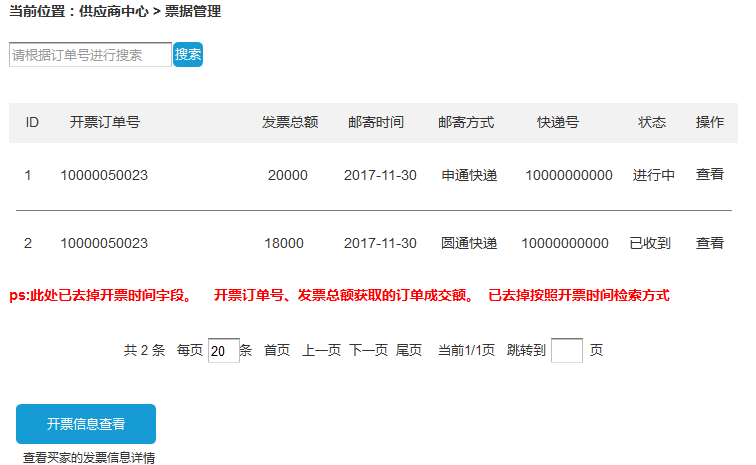 当前位置：供应商中心 > 票据管理
请根据订单号进行搜索 搜索
ID 开票订单号 发票总额 邮寄时间 邮寄方式 快递号 状态 操作
1 10000050023 20000 2017-11-30 申通快递 10000000000 进行中 查看
2 10000050023 18000 2017-11-30 圆通快递 10000000000 已收到 查看
ps:此处已去掉开票时间字段。 开票订单号、发票总额获取的订单成交额。 已去掉按照开票时间检索方式
共 2 条 每页 20 条 首页 上一页 下一页 尾页 当前1/1页 跳转到 页
开票信息查看
查看买家的发票信息详情